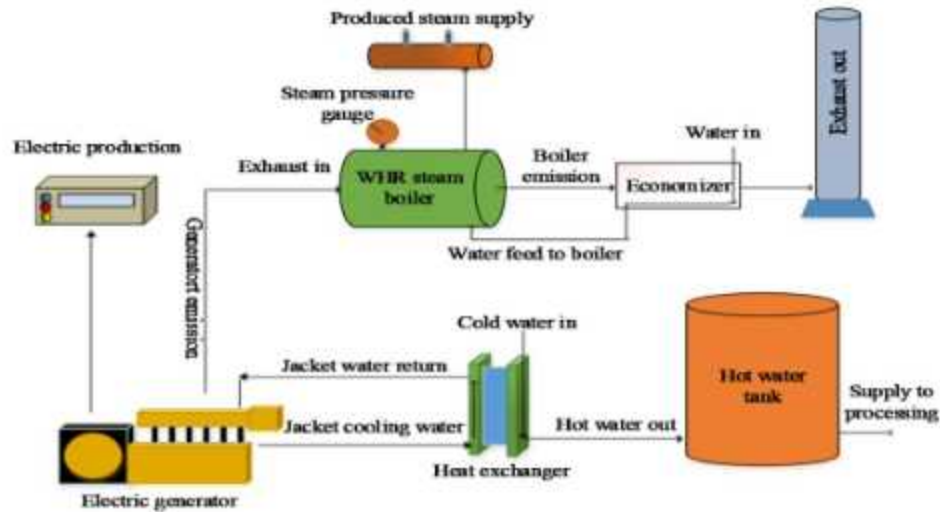 Produced steam supply
Steam pressure
gauge
Electric production
Exhaust in
WHR steam
boiler
Boiler
emission
Water in
Economizer
Exhaust out
Generatort emission
Water feed to boiler
Cold water in
Jacket water return
Hot water
tank
Supply to
processing
Jacket cooling water
Hot water out
Heat exchanger
Electric generator